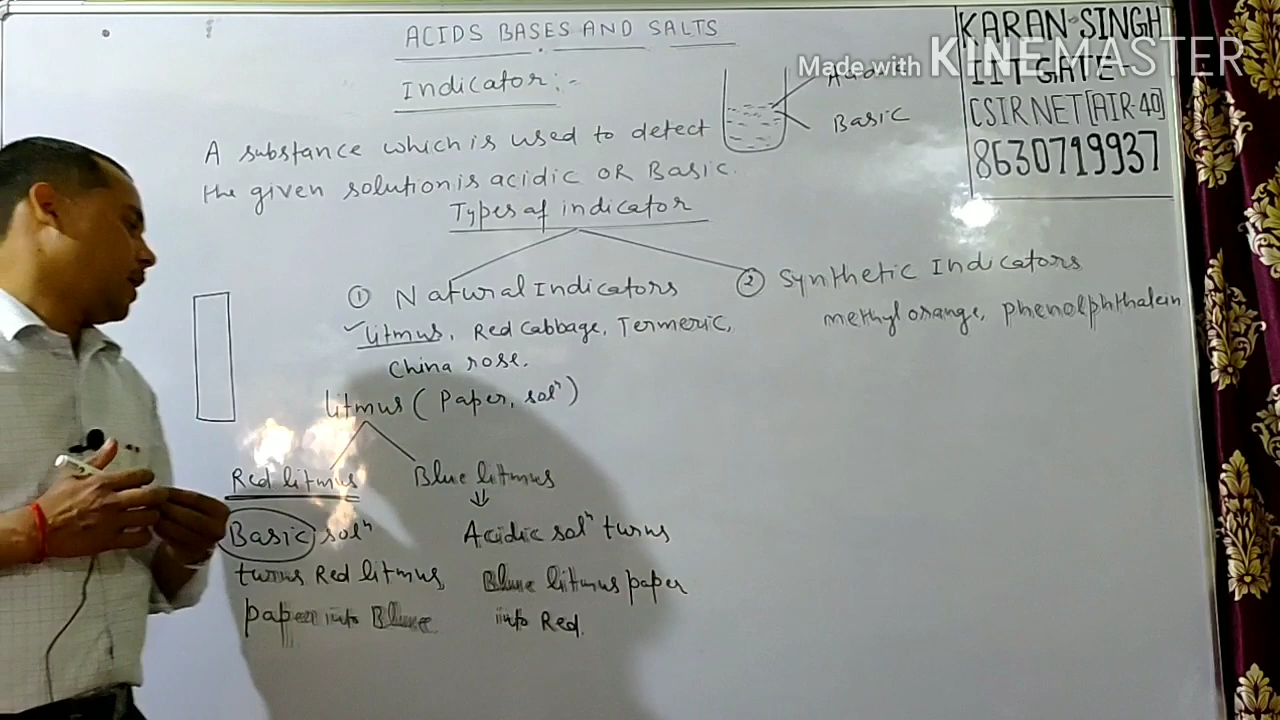 ACIDS BASES AND SALTS
Indicator:-
A substance which is used to detect
the given solution is acidic OR Basic.
Types of indicator
① Natural Indicators
litmus, Red Cabbage, Termeric,
China rose.
litmus (Paper, solⁿ)
Red litmus
Basic solⁿ
turns Red litmus
paper into Blue
Blue litmus
Acidic solⁿ turns
Blue litmus paper
into Red.
② Synthetic Indicators
methyl orange, phenolphthalein
Basic
KARAN SINGH
IIT GATE-
CSIR NET [AIR-40]
8630719937
Made with KINEMASTER